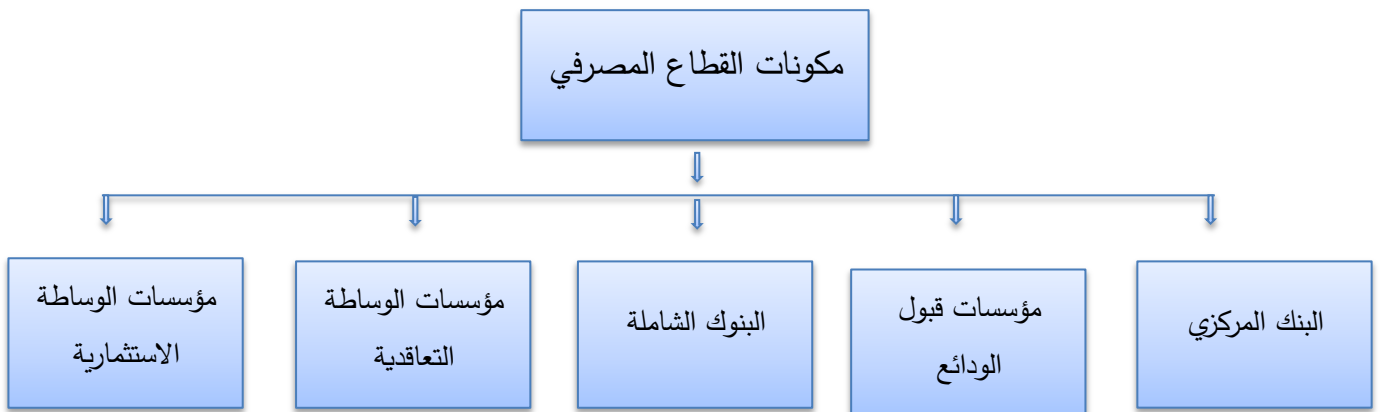 مكونات القطاع المصرفي
البنك المركزي
مؤسسات قبول
الودائع
البنوك الشاملة
مؤسسات الوساطة
التعاقدية
مؤسسات الوساطة
الاستثمارية